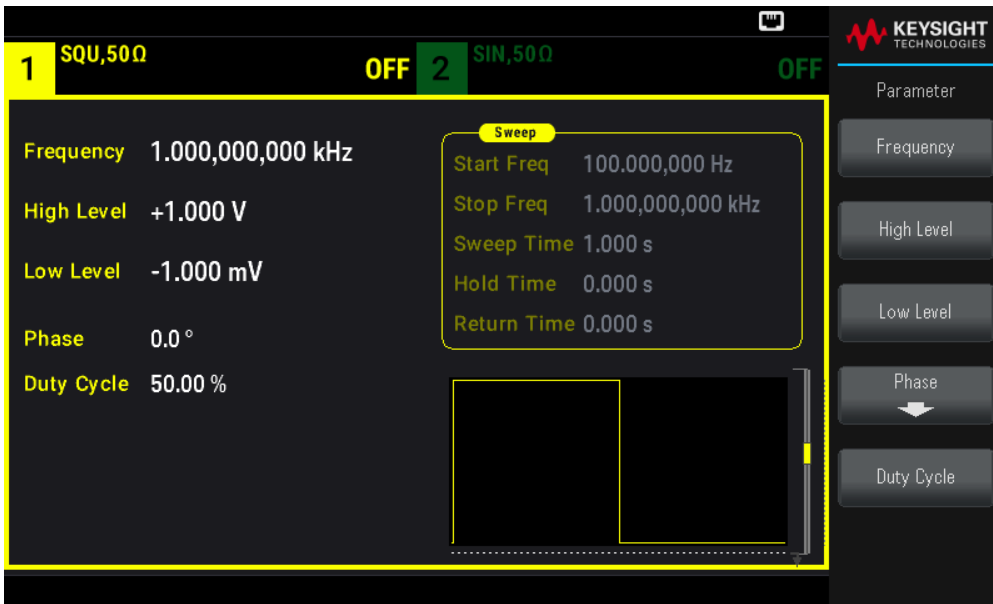 KEYSIGHT
TECHNOLOGIES
1 SQU,50Ω OFF 2 SIN,50Ω OFF
Parameter
Frequency 1.000,000,000 kHz
High Level +1.000 V
Low Level -1.000 mV
Phase 0.0 °
Duty Cycle 50.00 %
Sweep
Start Freq 100.000,000 Hz
Stop Freq 1.000,000,000 kHz
Sweep Time 1.000 s
Hold Time 0.000 s
Return Time 0.000 s
Frequency
High Level
Low Level
Phase
Duty Cycle